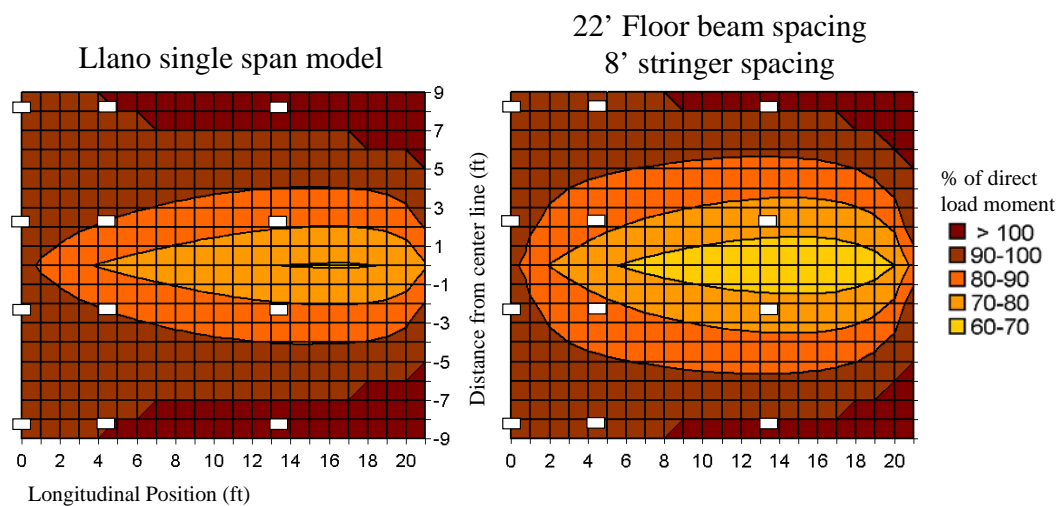 Llano single span model
22’ Floor beam spacing
8’ stringer spacing
9
7
5
3
1
-1
-3
-5
-7
-9
Distance from center line (ft)
% of direct
load moment
> 100
90-100
80-90
70-80
60-70
0 2 4 6 8 10 12 14 16 18 20
0 2 4 6 8 10 12 14 16 18 20
Longitudinal Position (ft)